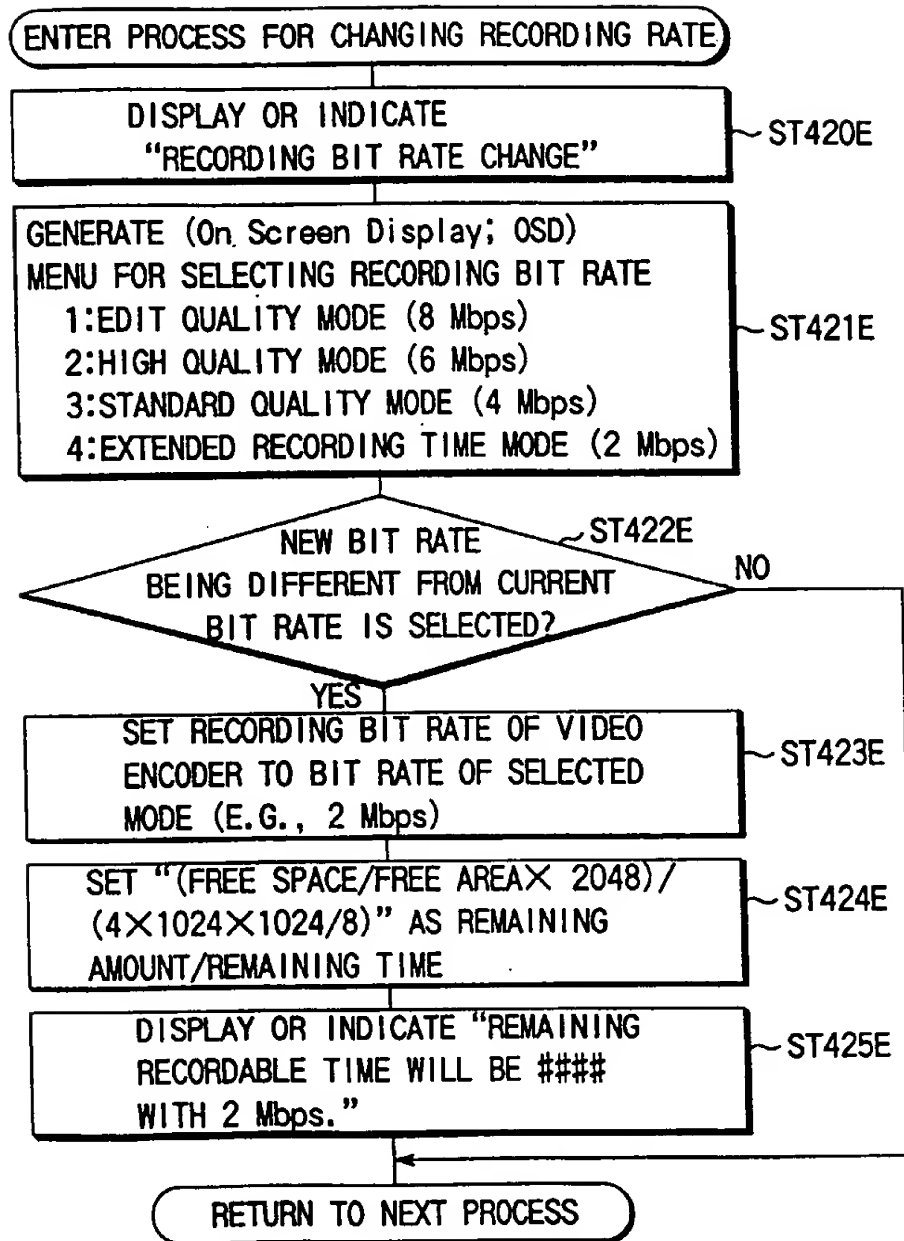 ENTER PROCESS FOR CHANGING RECORDING RATE
DISPLAY OR INDICATE
“RECORDING BIT RATE CHANGE”
ST420E
GENERATE (On Screen Display; OSD)
MENU FOR SELECTING RECORDING BIT RATE
1:EDIT QUALITY MODE (8 Mbps)
2:HIGH QUALITY MODE (6 Mbps)
3:STANDARD QUALITY MODE (4 Mbps)
4:EXTENDED RECORDING TIME MODE (2 Mbps)
ST421E
ST422E
NEW BIT RATE
BEING DIFFERENT FROM CURRENT
BIT RATE IS SELECTED?
NO
YES
SET RECORDING BIT RATE OF VIDEO
ENCODER TO BIT RATE OF SELECTED
MODE (E.G., 2 Mbps)
ST423E
SET “(FREE SPACE/FREE AREA× 2048)/
(4×1024×1024/8)” AS REMAINING
AMOUNT/REMAINING TIME
ST424E
DISPLAY OR INDICATE “REMAINING
RECORDABLE TIME WILL BE ####
WITH 2 Mbps.”
ST425E
RETURN TO NEXT PROCESS